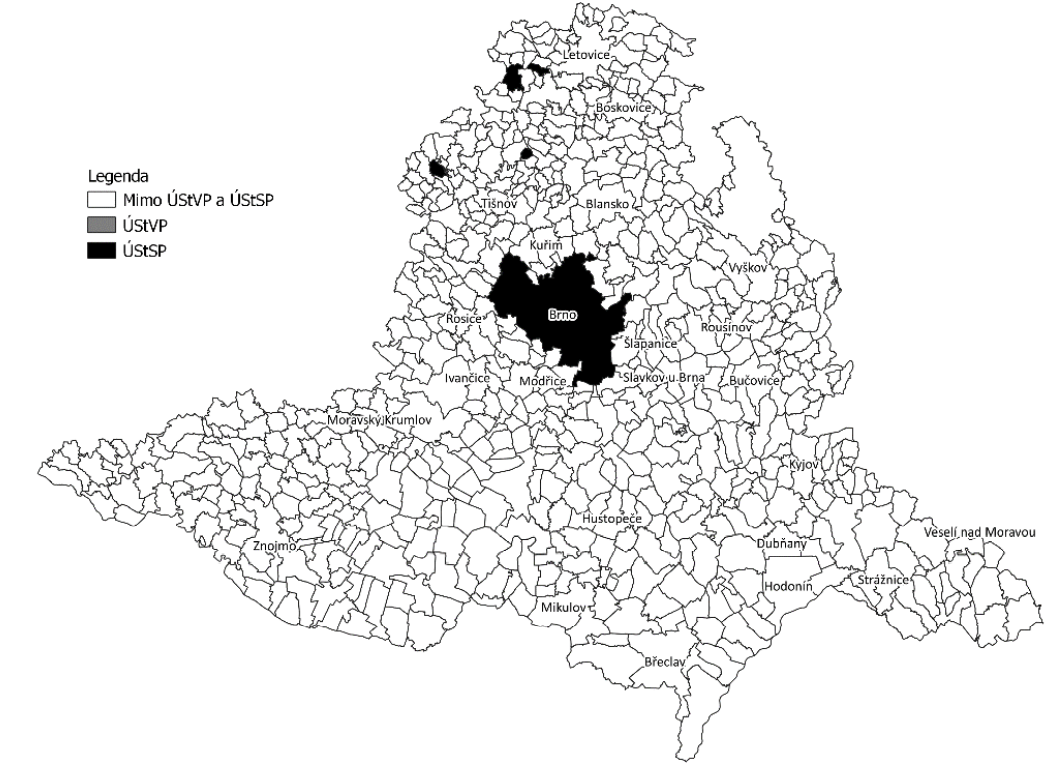 Letovice
Boskovice
Legenda
Mimo ÚStVP a ÚStSP
ÚStVP
ÚStSP
Tišnov
Blansko
Kuřim
Vyškov
Brno
Rosice
Rousínov
Šlapanice
Ivančice
Modřice
Slavkov u Brna
Bučovice
Moravský Krumlov
Kyjov
Hustopeče
Veselí nad Moravou
Znojmo
Dubňany
Strážnice
Hodonín
Mikulov
Břeclav